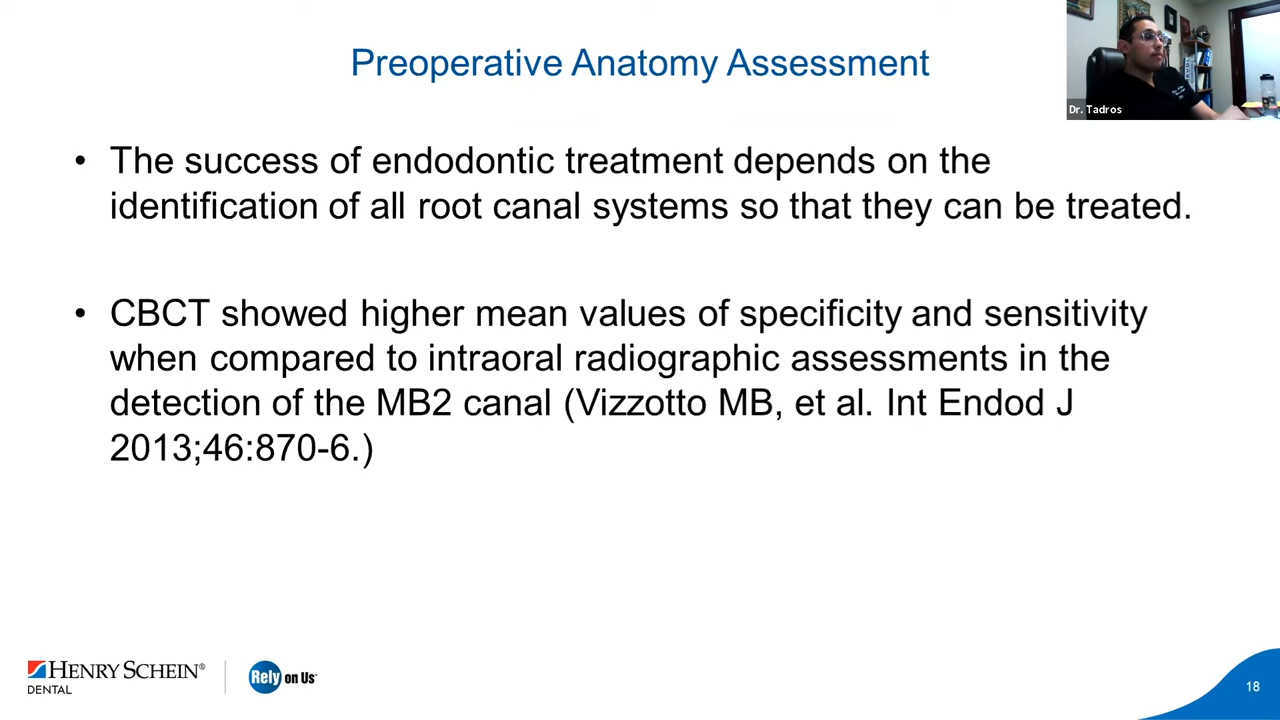 Preoperative Anatomy Assessment
Dr. Tadros
• The success of endodontic treatment depends on the
identification of all root canal systems so that they can be treated.
• CBCT showed higher mean values of specificity and sensitivity
when compared to intraoral radiographic assessments in the
detection of the MB2 canal (Vizzotto MB, et al. Int Endod J
2013;46:870-6.)
HENRY SCHEIN®
DENTAL
Rely on Us™
18